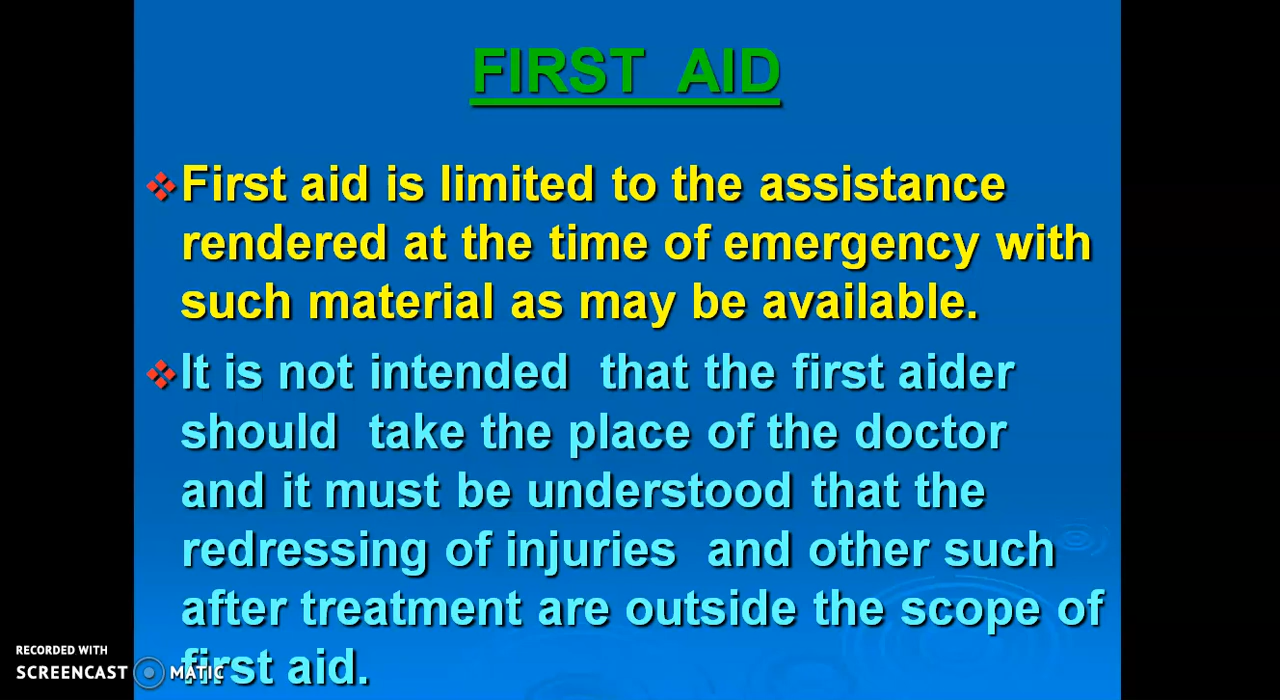 FIRST AID
First aid is limited to the assistance
rendered at the time of emergency with
such material as may be available.
It is not intended that the first aider
should take the place of the doctor
and it must be understood that the
redressing of injuries and other such
after treatment are outside the scope of
first aid.
RECORDED WITH
SCREENCAST MATIC